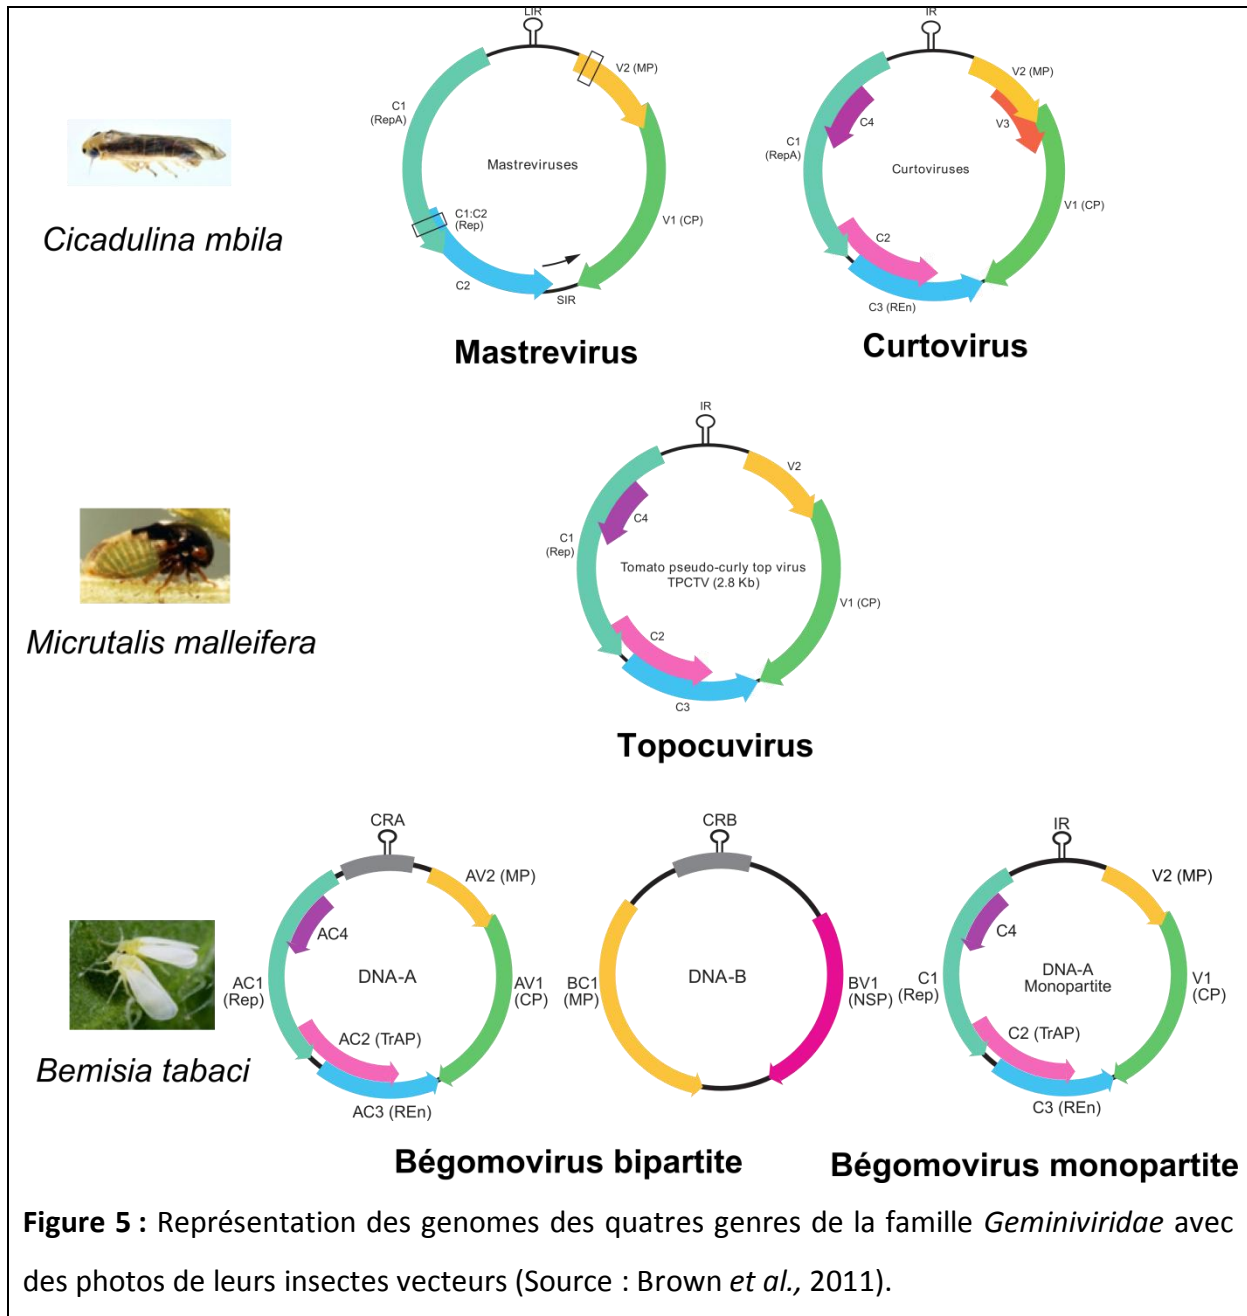 LIR
V2 (MP)
C1
(RepA)
Mastreviruses
C1:C2
(Rep)
V1 (CP)
C2
SIR
Mastrevirus
IR
V2 (MP)
C4
V3
C1
(RepA)
Curtoviruses
V1 (CP)
C2
C3 (REn)
Curtovirus
Cicadulina mbila
IR
V2
C4
C1
(Rep)
Tomato pseudo-curly top virus
TPCTV (2.8 Kb)
V1 (CP)
C2
C3
Topocuvirus
Micrutalis malleifera
CRA
AV2 (MP)
AC4
AC1
(Rep)
DNA-A
AV1
(CP)
AC2 (TrAP)
AC3 (REn)
CRB
BC1
(MP)
DNA-B
BV1
(NSP)
Bégomovirus bipartite
IR
V2 (MP)
C4
C1
(Rep)
DNA-A
Monopartite
V1
(CP)
C2 (TrAP)
C3 (REn)
Bégomovirus monopartite
Bemisia tabaci
Figure 5 : Représentation des genomes des quatres genres de la famille Geminiviridae avec
des photos de leurs insectes vecteurs (Source : Brown et al., 2011).